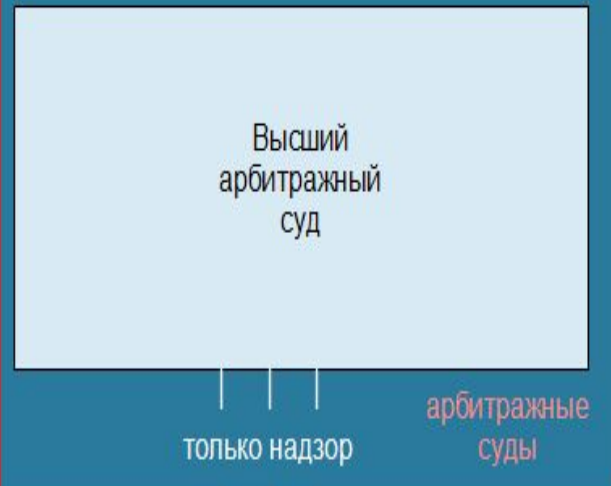 Высший
арбитражный
суд
только надзор
арбитражные
суды